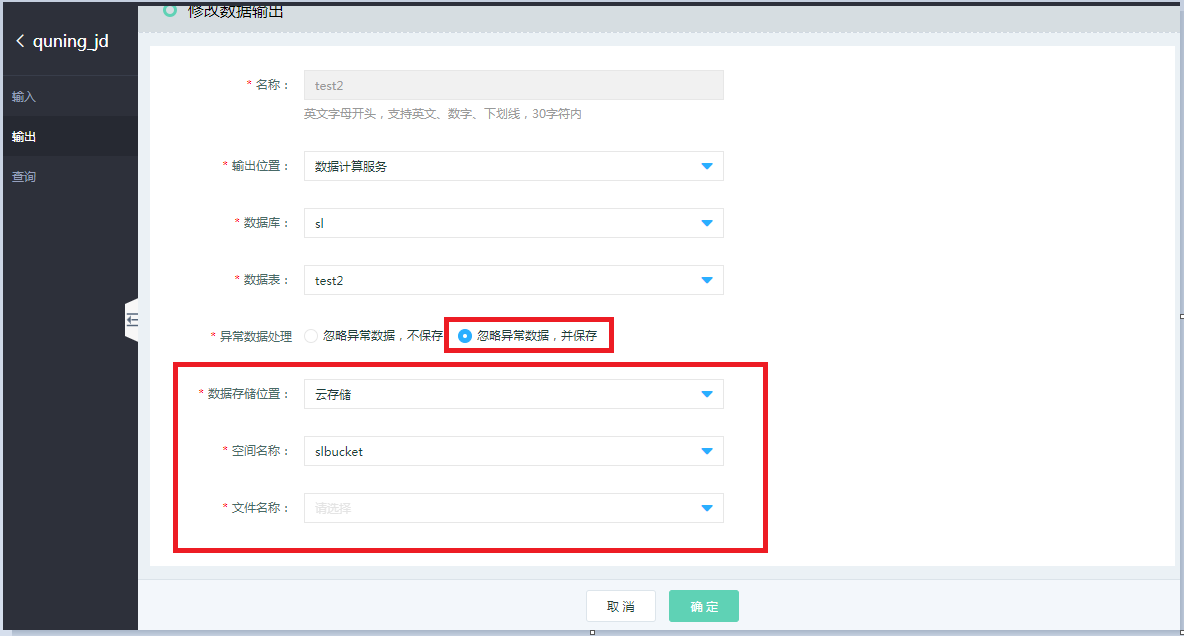 修改数据输出
quning_jd
输入
输出
查询
* 名称：
test2
英文字母开头，支持英文、数字、下划线，30字符内
* 输出位置：
数据计算服务
* 数据库：
sl
* 数据表：
test2
* 异常数据处理
忽略异常数据，不保存
忽略异常数据，并保存
* 数据存储位置：
云存储
* 空间名称：
slbucket
* 文件名称：
请选择
取消
确定